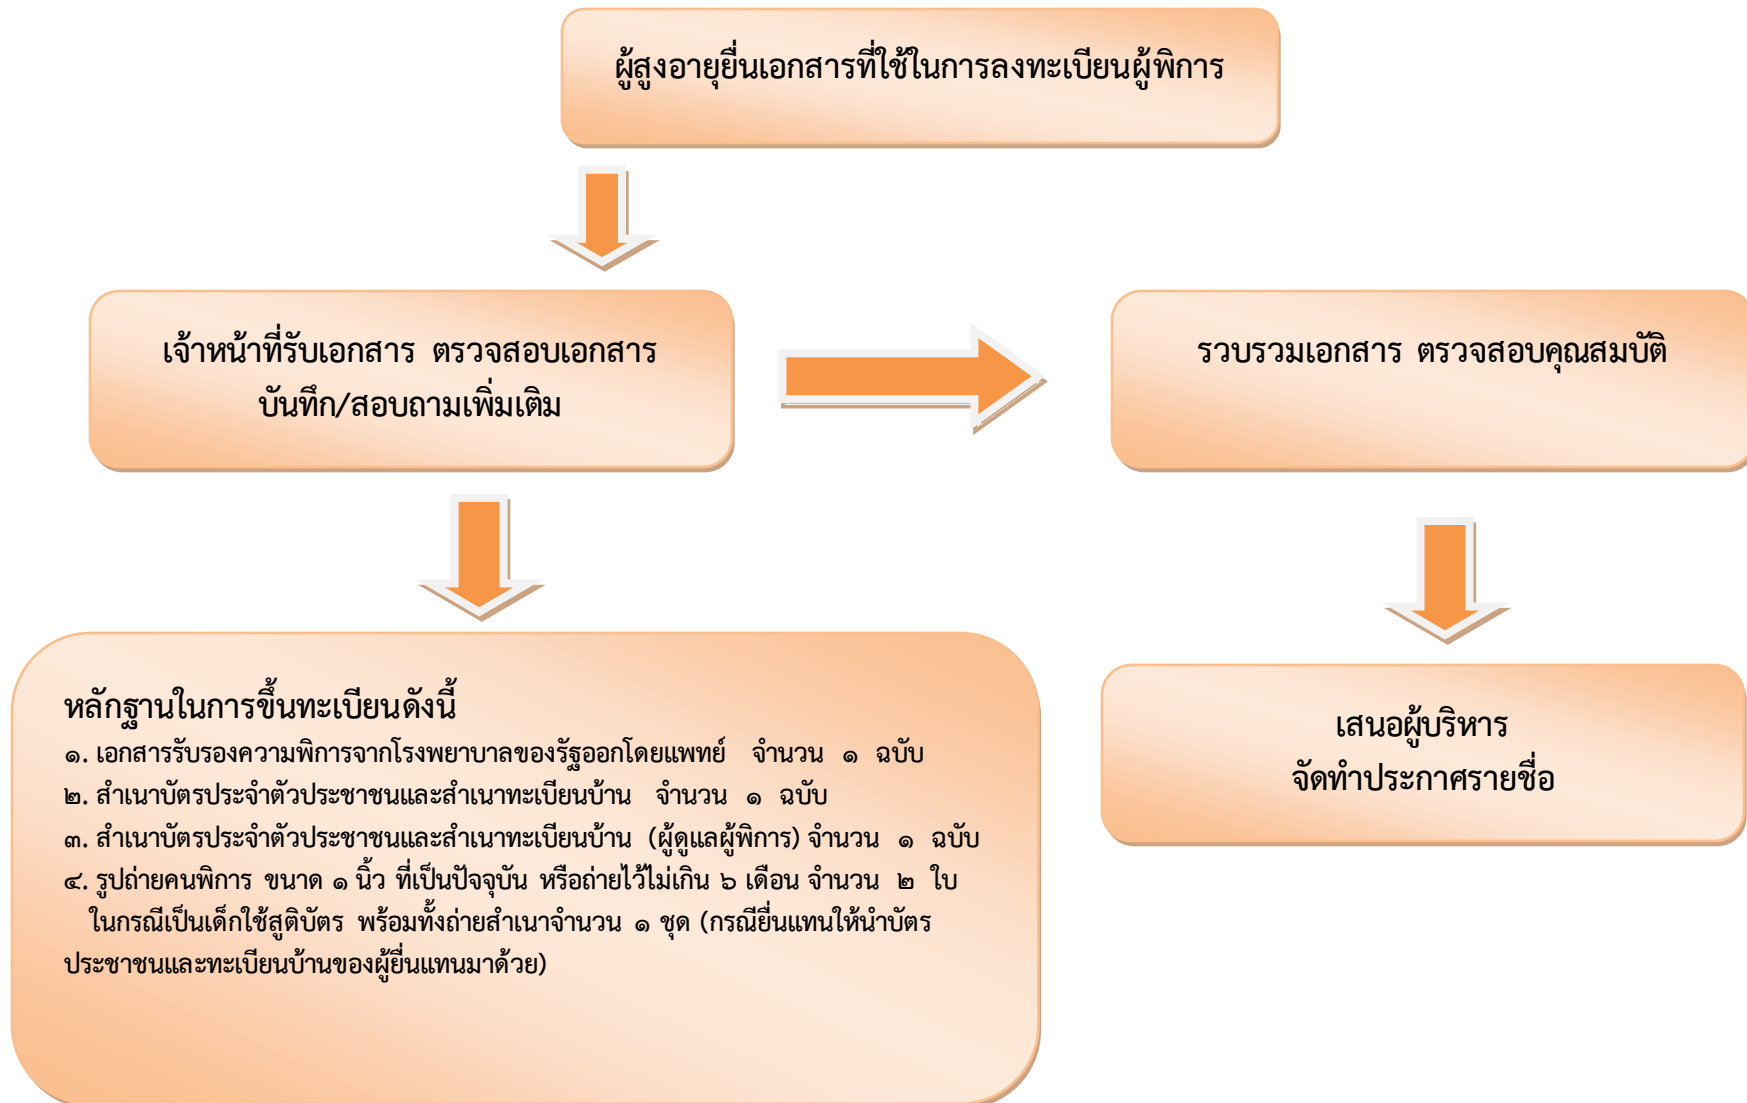 ผู้สูงอายุยื่นเอกสารที่ใช้ในการลงทะเบียนผู้พิการ
เจ้าหน้าที่รับเอกสาร ตรวจสอบเอกสาร
บันทึก/สอบถามเพิ่มเติม
รวบรวมเอกสาร ตรวจสอบคุณสมบัติ
หลักฐานในการขึ้นทะเบียนดังนี้
๑. เอกสารรับรองความพิการจากโรงพยาบาลของรัฐออกโดยแพทย์ จำนวน ๑ ฉบับ
๒. สำเนาบัตรประจำตัวประชาชนและสำเนาทะเบียนบ้าน จำนวน ๑ ฉบับ
๓. สำเนาบัตรประจำตัวประชาชนและสำเนาทะเบียนบ้าน (ผู้ดูแลผู้พิการ) จำนวน ๑ ฉบับ
๔. รูปถ่ายคนพิการ ขนาด ๑ นิ้ว ที่เป็นปัจจุบัน หรือถ่ายไว้ไม่เกิน ๖ เดือน จำนวน ๒ ใบ
ในกรณีเป็นเด็กใช้สูติบัตร พร้อมทั้งถ่ายสำเนาจำนวน ๑ ชุด (กรณียื่นแทนให้นำบัตร
ประชาชนและทะเบียนบ้านของผู้ยื่นแทนมาด้วย)
เสนอผู้บริหาร
จัดทำประกาศรายชื่อ